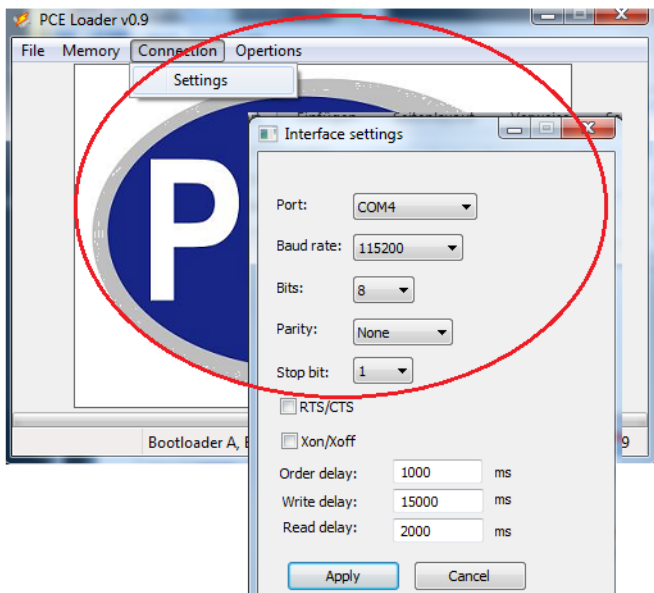 PCE Loader v0.9
File Memory Connection Opertions
Settings
Interface settings
Port: COM4
Baud rate: 115200
Bits: 8
Parity: None
Stop bit: 1
RTS/CTS
Xon/Xoff
Order delay: 1000 ms
Write delay: 15000 ms
Read delay: 2000 ms
Apply Cancel
P
Bootloader A,
9